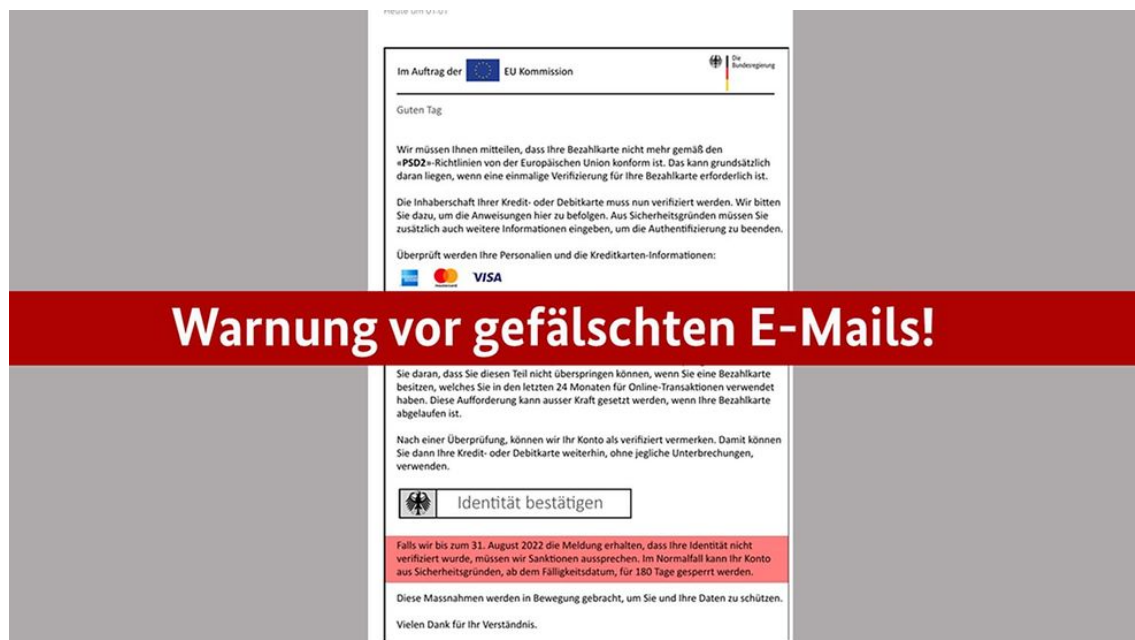 Heute um 01:01
Im Auftrag der EU Kommission
Die
Bundesregierung
Guten Tag
Wir müssen Ihnen mitteilen, dass Ihre Bezahlkarte nicht mehr gemäß den
«PSD2»-Richtlinien von der Europäischen Union konform ist. Das kann grundsätzlich
daran liegen, wenn eine einmalige Verifizierung für Ihre Bezahlkarte erforderlich ist.
Die Inhaberschaft Ihrer Kredit- oder Debitkarte muss nun verifiziert werden. Wir bitten
Sie dazu, um die Anweisungen hier zu befolgen. Aus Sicherheitsgründen müssen Sie
zusätzlich auch weitere Informationen eingeben, um die Authentifizierung zu beenden.
Überprüft werden Ihre Personalien und die Kreditkarten-Informationen:
VISA
Warnung vor gefälschten E-Mails!
Sie daran, dass Sie diesen Teil nicht überspringen können, wenn Sie eine Bezahlkarte
besitzen, welches Sie in den letzten 24 Monaten für Online-Transaktionen verwendet
haben. Diese Aufforderung kann ausser Kraft gesetzt werden, wenn Ihre Bezahlkarte
abgelaufen ist.
Nach einer Überprüfung, können wir Ihr Konto als verifiziert vermerken. Damit können
Sie dann Ihre Kredit- oder Debitkarte weiterhin, ohne jegliche Unterbrechungen,
verwenden.
Identität bestätigen
Falls wir bis zum 31. August 2022 die Meldung erhalten, dass Ihre Identität nicht
verifiziert wurde, müssen wir Sanktionen aussprechen. Im Normalfall kann Ihr Konto
aus Sicherheitsgründen, ab dem Fälligkeitsdatum, für 180 Tage gesperrt werden.
Diese Massnahmen werden in Bewegung gebracht, um Sie und Ihre Daten zu schützen.
Vielen Dank für Ihr Verständnis.